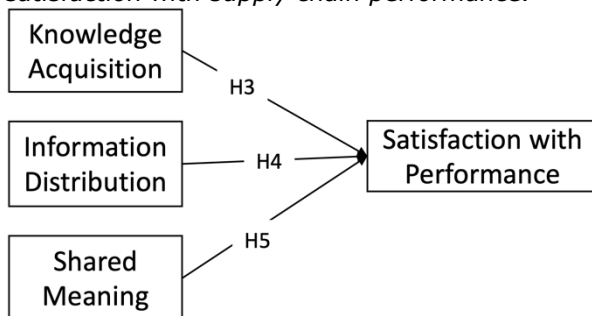 satisfaction with supply chain performance.
Knowledge
Acquisition
H3
Information
Distribution
H4
Satisfaction with
Performance
H5
Shared
Meaning